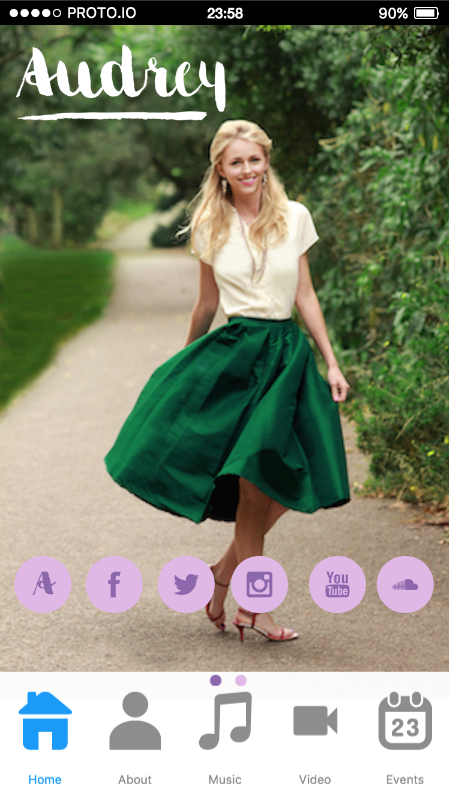 PROTO.IO 23:58 90%
Audrey
A f You Tube
23
Home About Music Video Events